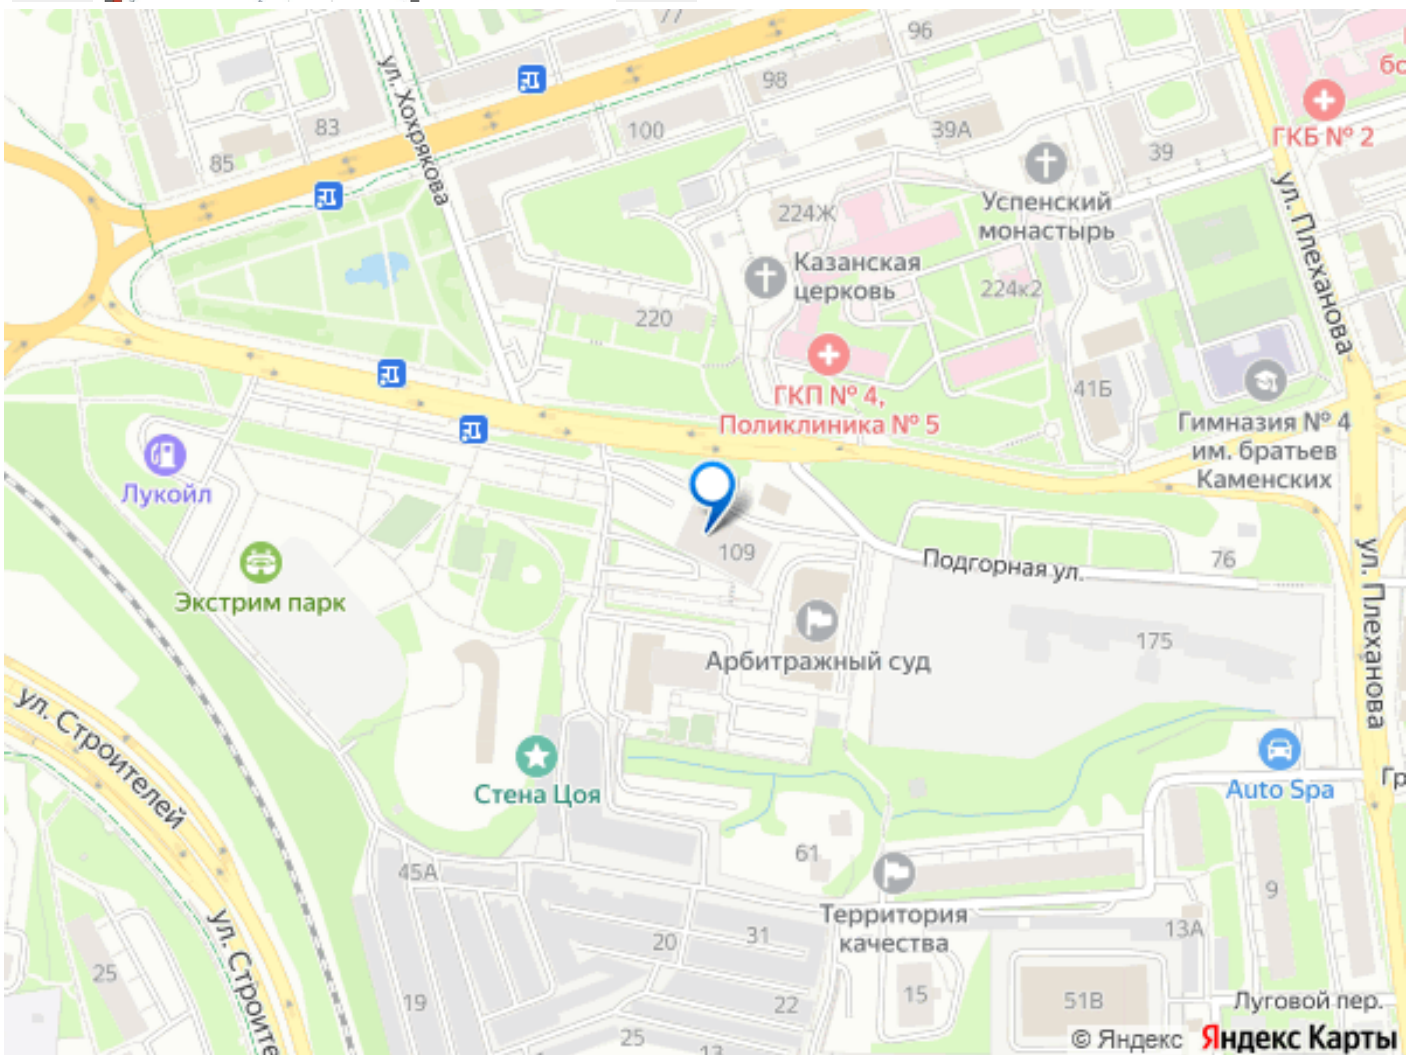 77
96
ул. Хохрякова
98
83
100
39А
39
ГКБ № 2
85
Успенский
монастырь
224Ж
ул. Плеханова
Казанская
церковь
224к2
220
ГКП № 4,
Поликлиника № 5
41Б
Гимназия № 4
им. братьев
Каменских
Лукойл
109
Подгорная ул.
76
ул. Плеханова
Экстрим парк
175
Арбитражный суд
ул. Строителей
Стена Цоя
Auto Spa
Гр
61
45А
9
Территория
качества
13А
20
31
ул. Строите
25
19
22
15
51В
Луговой пер.
25
13
© Яндекс Яндекс Карты